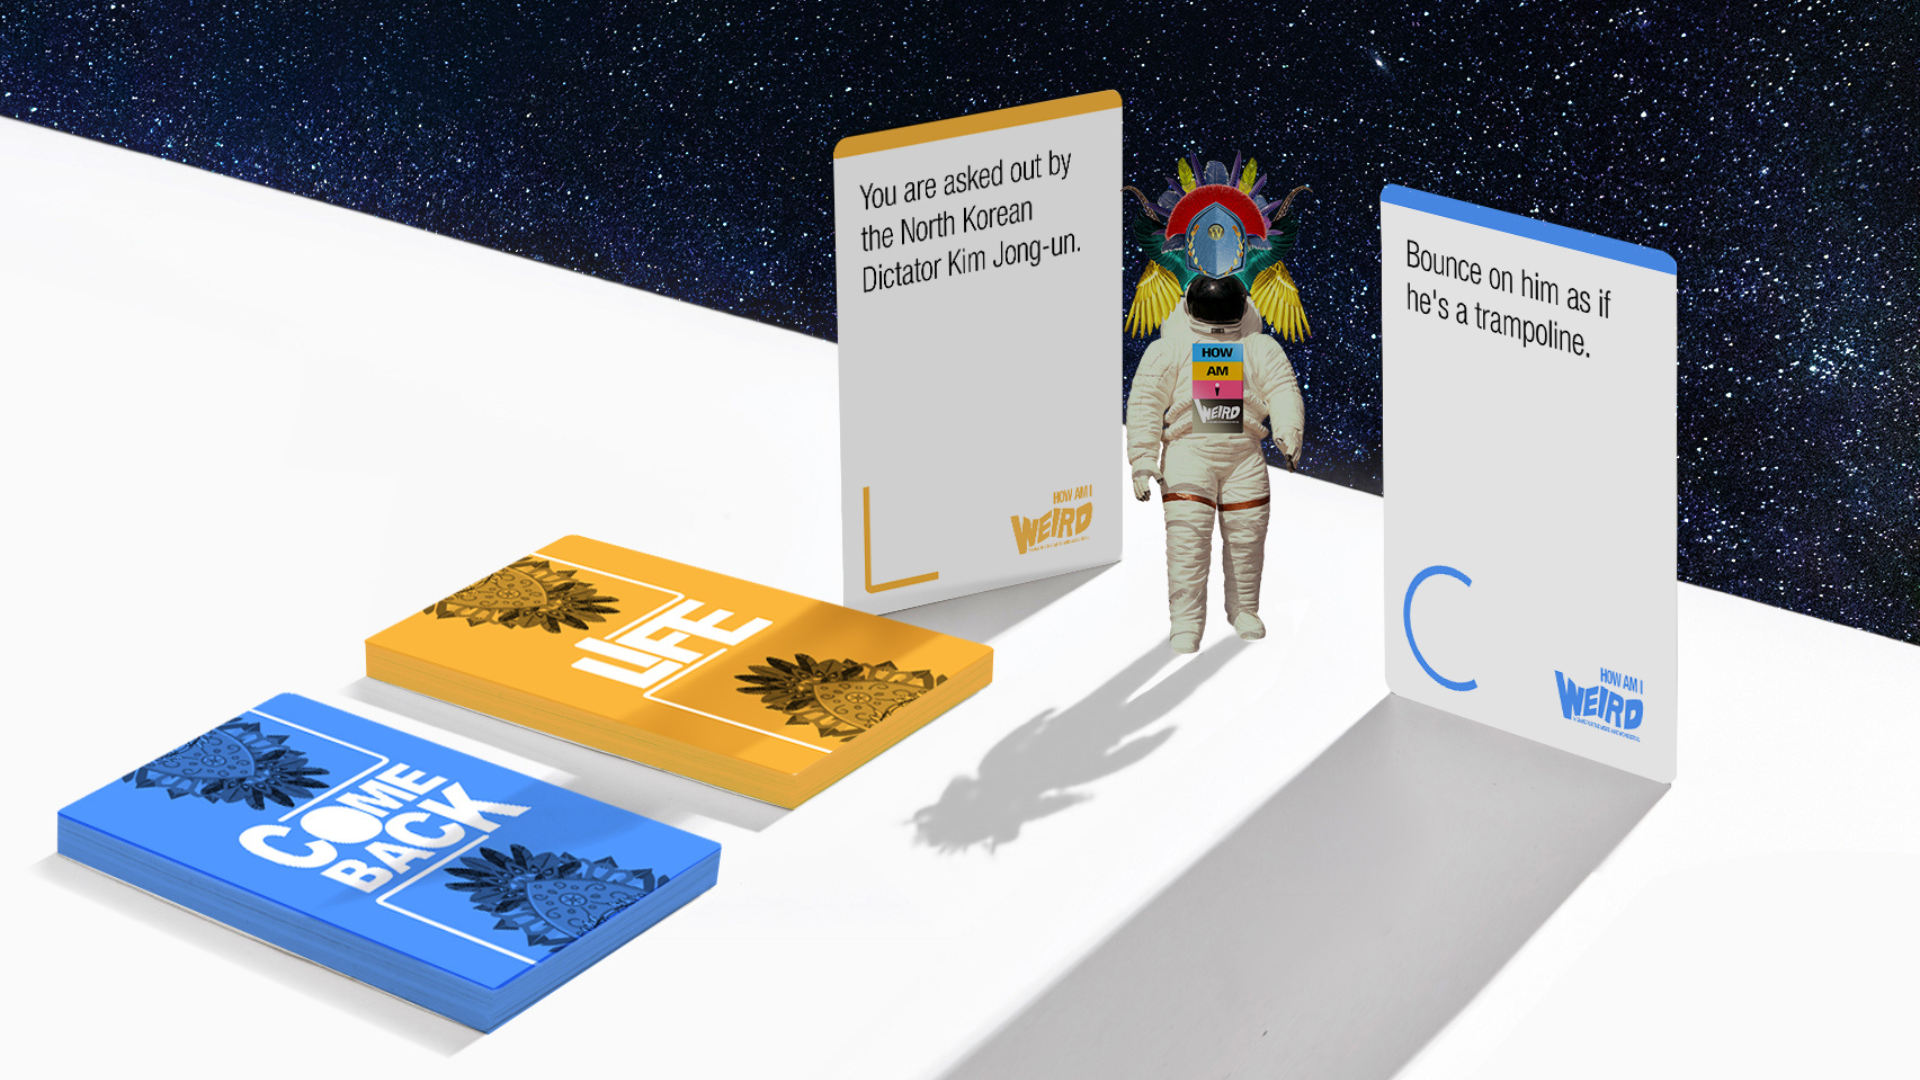 You are asked out by
the North Korean
Dictator Kim Jong-un.
L
HOW AM I
WEIRD
HOW
AM
I
WEIRD
Bounce on him as if
he's a trampoline.
C
HOW AM I
WEIRD
LIFE
COME
BACK